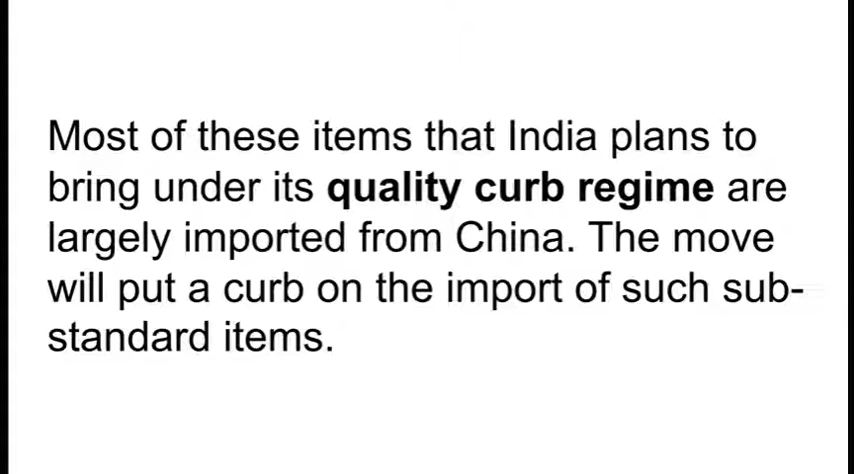 Most of these items that India plans to
bring under its quality curb regime are
largely imported from China. The move
will put a curb on the import of such sub-
standard items.